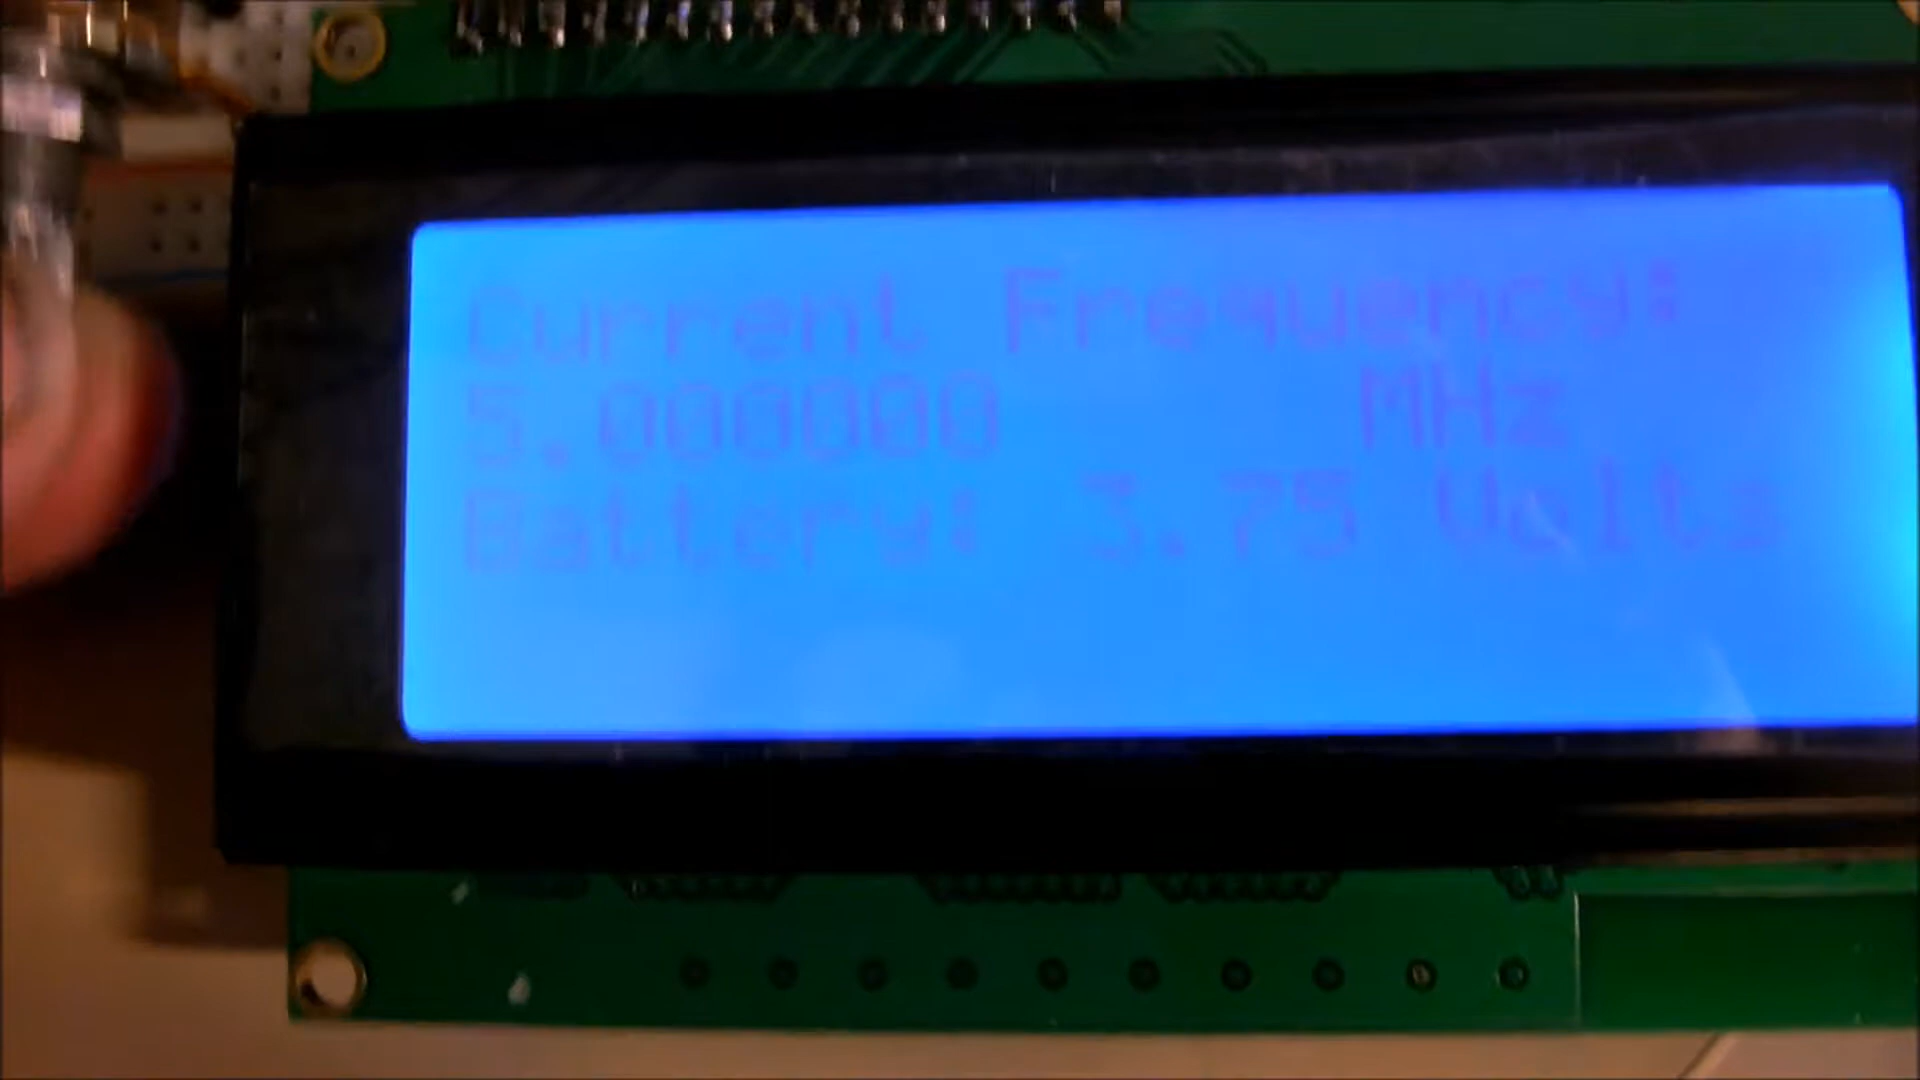 Current Frequency:
5.000000 MHz
Battery: 3.75 Volts